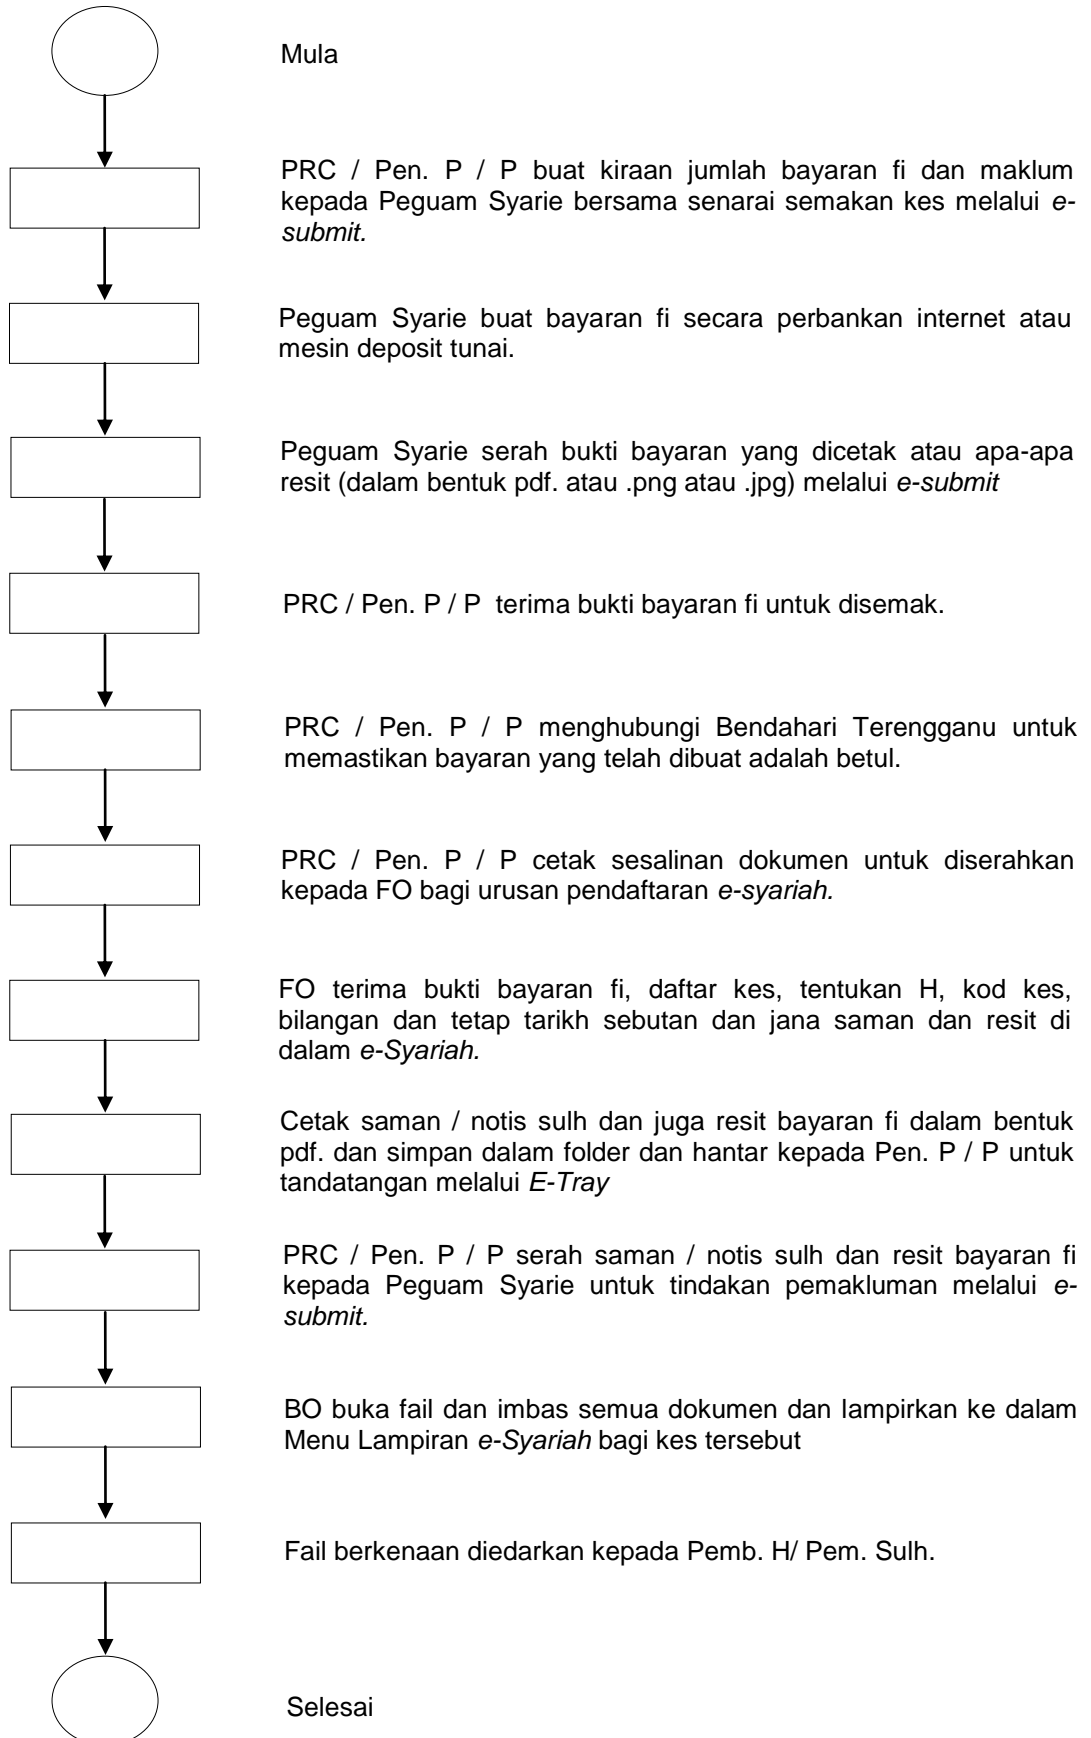 Mula
PRC / Pen. P / P buat kiraan jumlah bayaran fi dan maklum
kepada Peguam Syarie bersama senarai semakan kes melalui e-
submit.
Peguam Syarie buat bayaran fi secara perbankan internet atau
mesin deposit tunai.
Peguam Syarie serah bukti bayaran yang dicetak atau apa-apa
resit (dalam bentuk pdf. atau .png atau .jpg) melalui e-submit
PRC / Pen. P / P terima bukti bayaran fi untuk disemak.
PRC / Pen. P / P menghubungi Bendahari Terengganu untuk
memastikan bayaran yang telah dibuat adalah betul.
PRC / Pen. P / P cetak sesalinan dokumen untuk diserahkan
kepada FO bagi urusan pendaftaran e-syariah.
FO terima bukti bayaran fi, daftar kes, tentukan H, kod kes,
bilangan dan tetap tarikh sebutan dan jana saman dan resit di
dalam e-Syariah.
Cetak saman / notis sulh dan juga resit bayaran fi dalam bentuk
pdf. dan simpan dalam folder dan hantar kepada Pen. P / P untuk
tandatangan melalui E-Tray
PRC / Pen. P / P serah saman / notis sulh dan resit bayaran fi
kepada Peguam Syarie untuk tindakan pemakluman melalui e-
submit.
BO buka fail dan imbas semua dokumen dan lampirkan ke dalam
Menu Lampiran e-Syariah bagi kes tersebut
Fail berkenaan diedarkan kepada Pemb. H/ Pem. Sulh.
Selesai